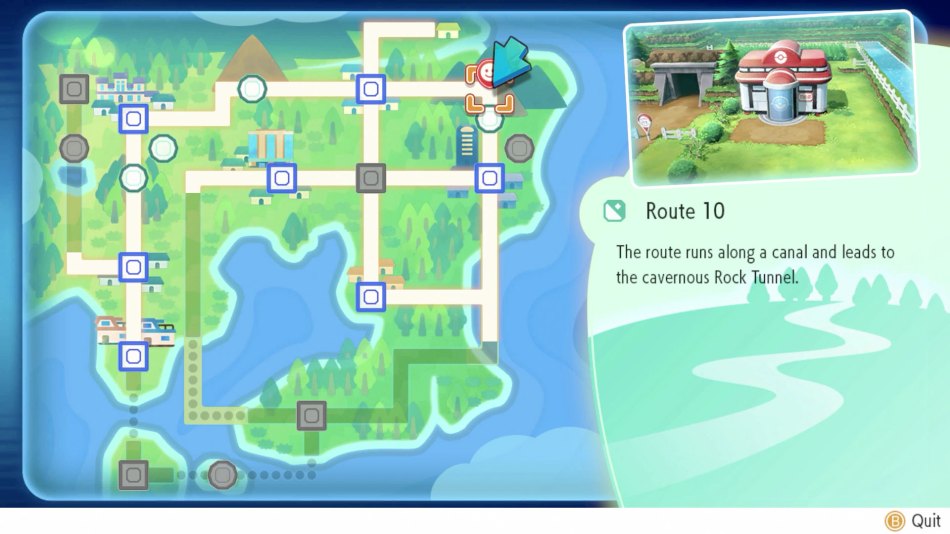 Route 10
The route runs along a canal and leads to
the cavernous Rock Tunnel.
B Quit